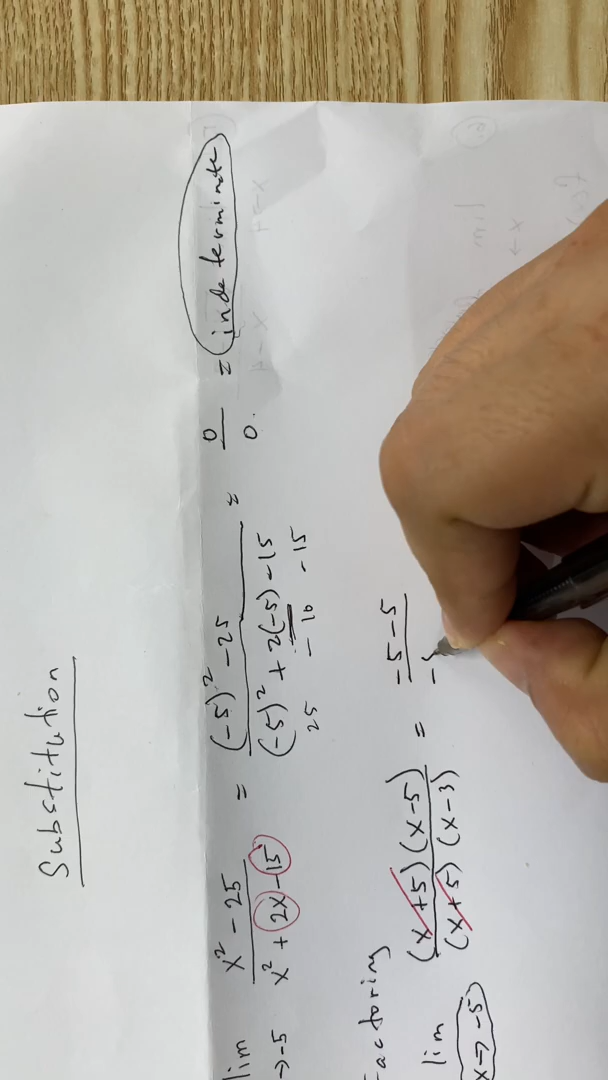 Substitution
lim x² - 25 / x² + 2x - 15 = (-5)² - 25 / (-5)² + 2(-5) - 15 = 0 / 0. = indeterminate
→ -5
25 - 10 - 15
Factoring
lim (x+5)(x-5) / (x+5)(x-3) = -5-5 / -
x → -5